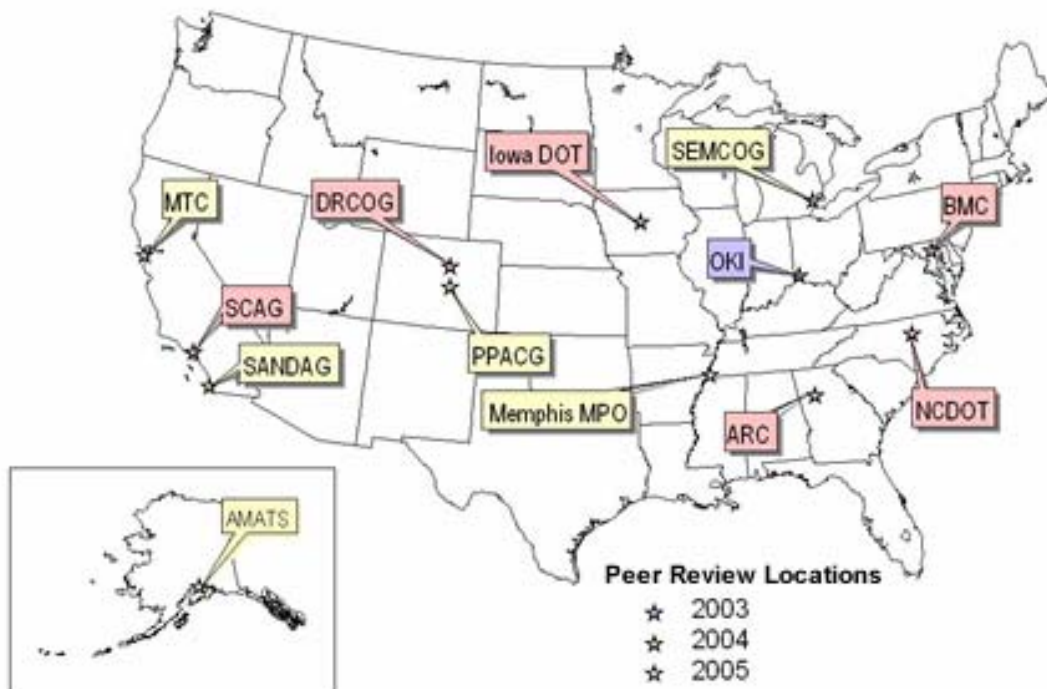 Iowa DOT
SEMCOG
MTC
DRCOG
BMC
OKI
SCAG
SANDAG
PPACG
Memphis MPO
ARC
NCDOT
AMATS
Peer Review Locations
2003
2004
2005